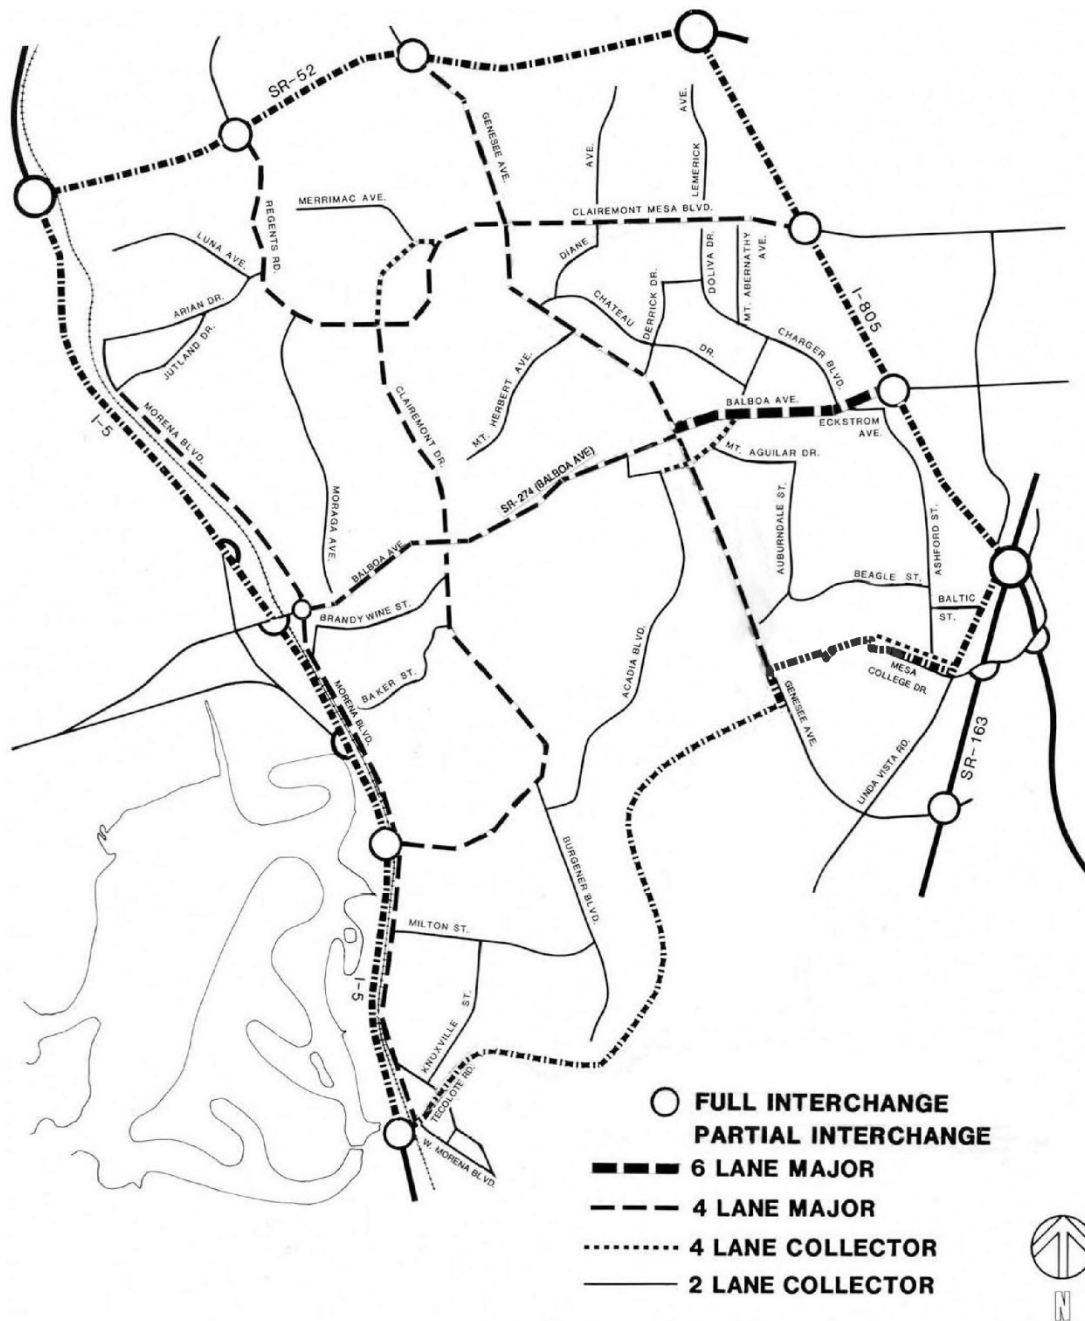 SR-52
GENESEE AVE.
AVE.
LEMERICK AVE.
MERRIMAC AVE.
CLAIREMONT MESA BLVD.
REGENTS RD.
LUNA AVE.
DIANE
DOLIVA DR.
MT. ABERNATHY AVE.
I-805
ARIAN DR.
CHATEAU DR.
DERRICK DR.
JUTLAND DR.
CHARGER BLVD.
MT. HERBERT AVE.
CLAIREMONT DR.
I-5
MORENA BLVD.
BALBOA AVE.
ECKSTROM AVE.
MT. AGUILAR DR.
SR-274 (BALBOA AVE)
MORAGA AVE.
AUBURNDALE ST.
ASHFORD ST.
BALBOA AVE.
BEAGLE ST.
BALTIC ST.
BRANDYWINE ST.
BAKER ST.
ACADIA BLVD.
MESA COLLEGE DR.
MORENA BLVD.
GENESEE AVE.
LINDA VISTA RD.
SR-163
BURGENER BLVD.
MILTON ST.
I-5
KNOXVILLE ST.
TECOLOTE RD.
W. MORENA BLVD.
FULL INTERCHANGE
PARTIAL INTERCHANGE
6 LANE MAJOR
4 LANE MAJOR
4 LANE COLLECTOR
2 LANE COLLECTOR
N